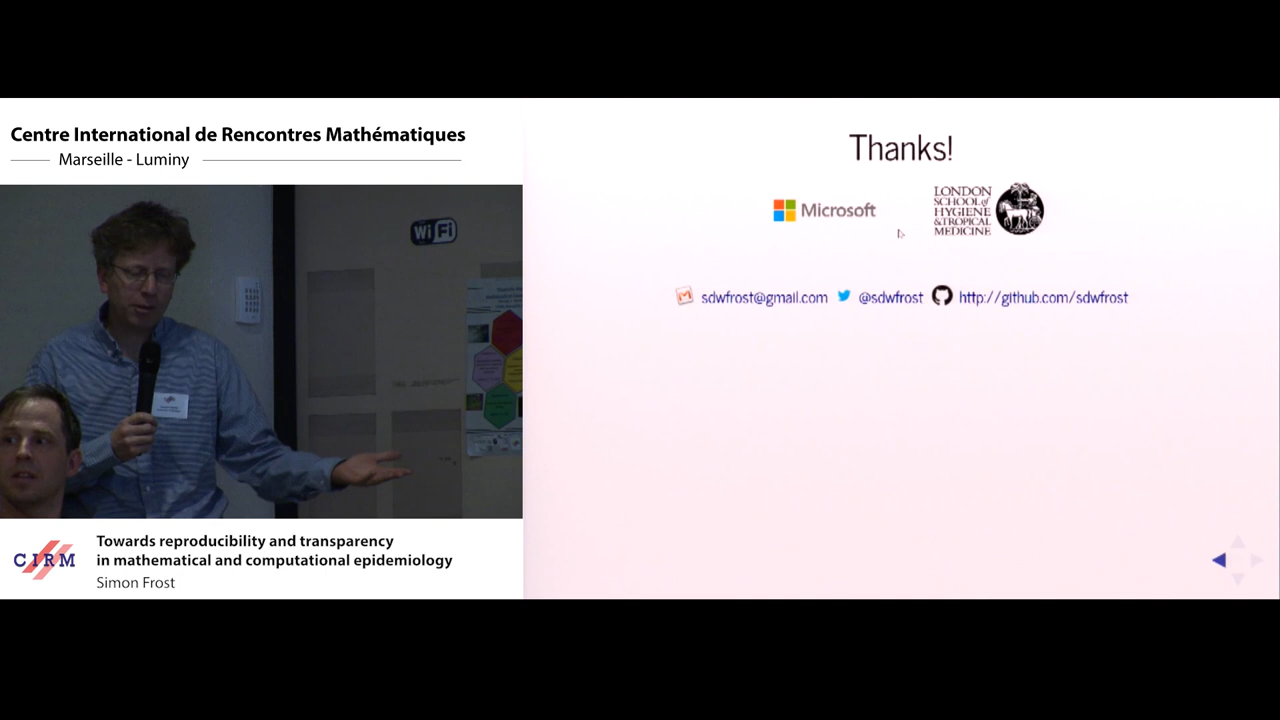 Centre International de Rencontres Mathématiques
Marseille - Luminy
WiFi
CIRM
Towards reproducibility and transparency
in mathematical and computational epidemiology
Simon Frost
Thanks!
Microsoft
LONDON
SCHOOL of
HYGIENE
& TROPICAL
MEDICINE
sdwfrost@gmail.com @sdwfrost http://github.com/sdwfrost